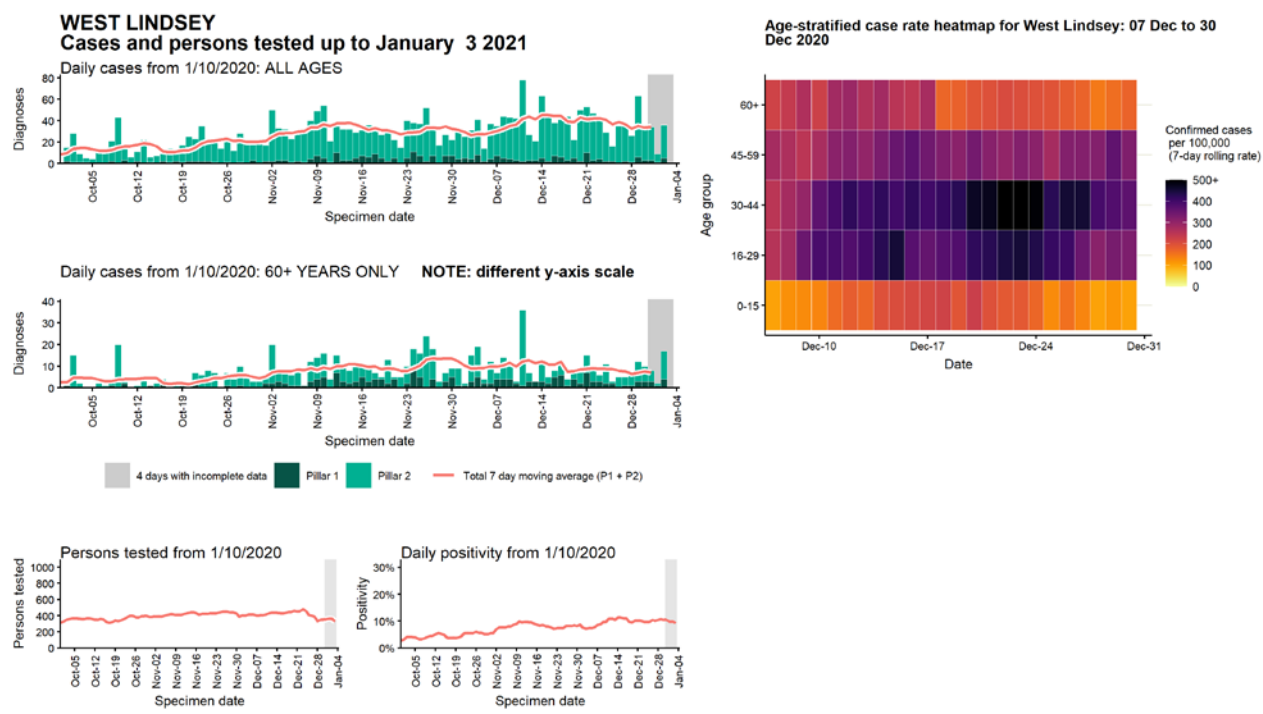 WEST LINDSEY
Cases and persons tested up to January 3 2021
Daily cases from 1/10/2020: ALL AGES
Diagnoses
80
60
40
20
0
Oct-05
Oct-12
Oct-19
Oct-26
Nov-02
Nov-09
Nov-16
Nov-23
Nov-30
Dec-07
Dec-14
Dec-21
Dec-28
Jan-04
Specimen date
Daily cases from 1/10/2020: 60+ YEARS ONLY NOTE: different y-axis scale
Diagnoses
40
30
20
10
0
Oct-05
Oct-12
Oct-19
Oct-26
Nov-02
Nov-09
Nov-16
Nov-23
Nov-30
Dec-07
Dec-14
Dec-21
Dec-28
Jan-04
Specimen date
4 days with incomplete data
Pillar 1
Pillar 2
Total 7 day moving average (P1 + P2)
Persons tested from 1/10/2020
Persons tested
1000
800
600
400
200
0
Oct-05
Oct-12
Oct-19
Oct-26
Nov-02
Nov-09
Nov-16
Nov-23
Nov-30
Dec-07
Dec-14
Dec-21
Dec-28
Jan-04
Specimen date
Daily positivity from 1/10/2020
Positivity
30%
20%
10%
0%
Oct-05
Oct-12
Oct-19
Oct-26
Nov-02
Nov-09
Nov-16
Nov-23
Nov-30
Dec-07
Dec-14
Dec-21
Dec-28
Jan-04
Specimen date
Age-stratified case rate heatmap for West Lindsey: 07 Dec to 30
Dec 2020
Age group
60+
45-59
30-44
16-29
0-15
Dec-10
Dec-17
Dec-24
Dec-31
Date
Confirmed cases
per 100,000
(7-day rolling rate)
500+
400
300
200
100
0